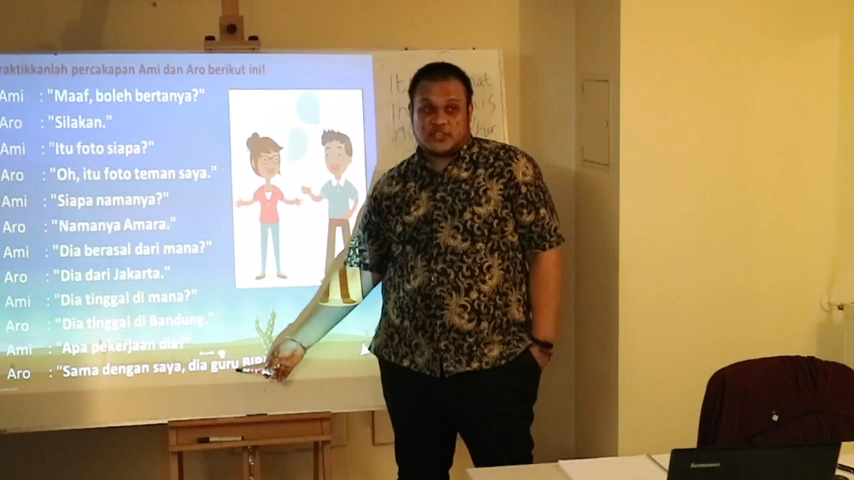 raktikkanlah percakapan Ami dan Aro berikut ini!
Ami : "Maaf, boleh bertanya?"
Aro : "Silakan."
Ami : "Itu foto siapa?"
Aro : "Oh, itu foto teman saya."
Ami : "Siapa namanya?"
Aro : "Namanya Amara."
Ami : "Dia berasal dari mana?"
Aro : "Dia dari Jakarta."
Ami : "Dia tinggal di mana?"
Aro : "Dia tinggal di Bandung."
Ami : "Apa pekerjaan dia?"
Aro : "Sama dengan saya, dia guru BIP
lenovo